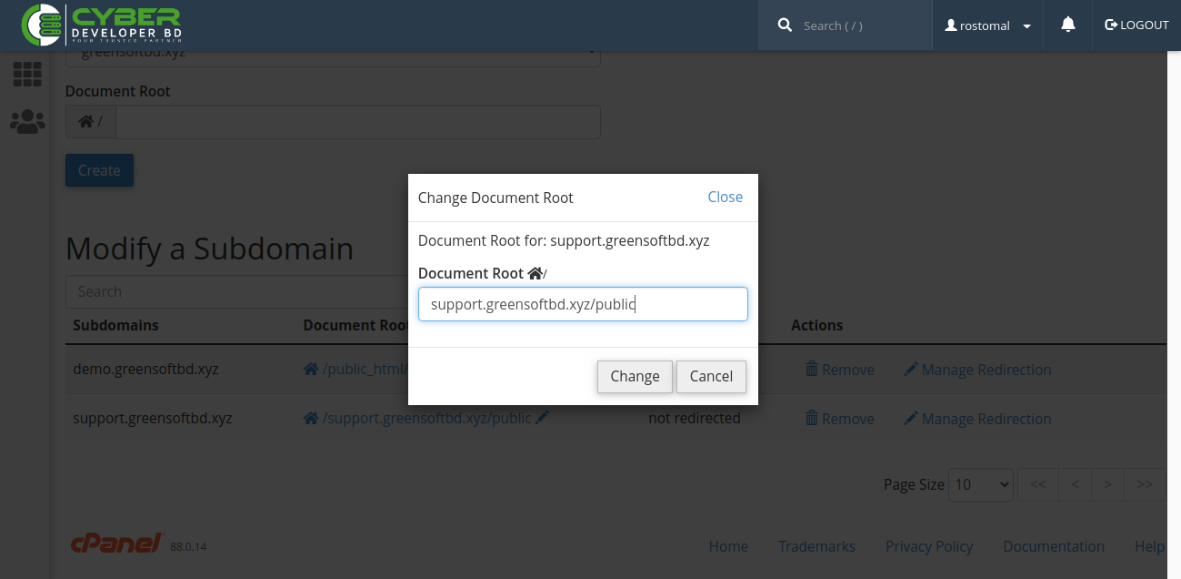 CYBER
DEVELOPER BD
YOUR TRUSTED PARTNER
Search ( / )
rostomal
LOGOUT
greensoftbd.xyz
Document Root
/
Create
Change Document Root
Close
Document Root for: support.greensoftbd.xyz
Document Root /
support.greensoftbd.xyz/public
Change
Cancel
Modify a Subdomain
Search
Subdomains
Document Roo
Actions
demo.greensoftbd.xyz
/public_html/
Remove
Manage Redirection
support.greensoftbd.xyz
/support.greensoftbd.xyz/public
not redirected
Remove
Manage Redirection
Page Size
10
<<
<
>
>>
cPanel
88.0.14
Home
Trademarks
Privacy Policy
Documentation
Help